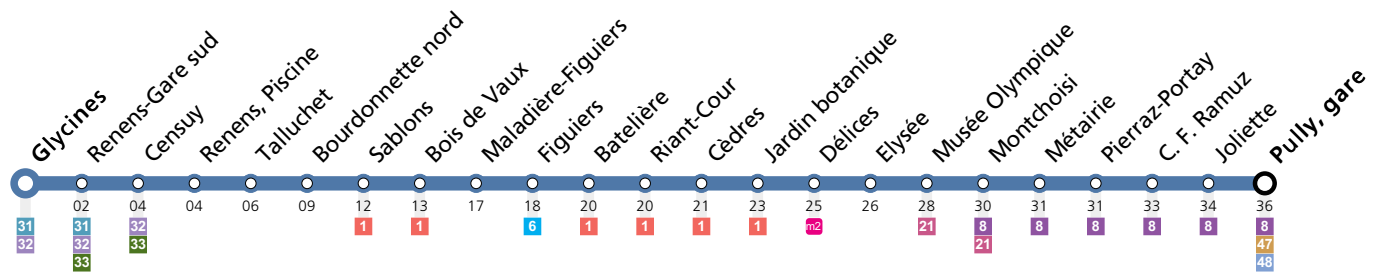 Glycines
Renens-Gare sud
Censuy
Renens, Piscine
Talluchet
Bourdonnette nord
Sablons
Bois de Vaux
Maladière-Figuiers
Figuiers
Batelière
Riant-Cour
Cèdres
Jardin botanique
Délices
Elysée
Musée Olympique
Montchoisi
Métairie
Pierraz-Portay
C. F. Ramuz
Joliette
Pully, gare
02 04 04 06 09 12 13 17 18 20 20 21 23 25 26 28 30 31 31 33 34 36
31 31 32 1 1 6 1 1 1 1 m2 21 8 8 8 8 8 8
32 32 33 21 47
33 48